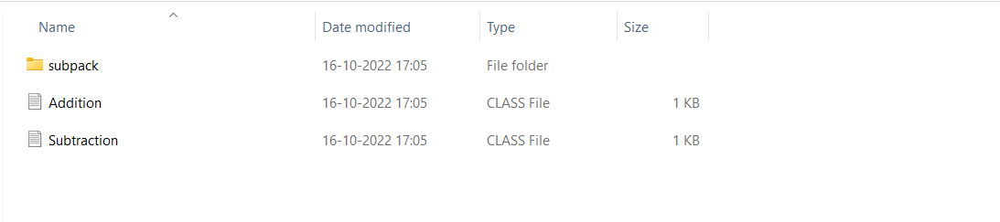 Name Date modified Type Size
subpack 16-10-2022 17:05 File folder
Addition 16-10-2022 17:05 CLASS File 1 KB
Subtraction 16-10-2022 17:05 CLASS File 1 KB